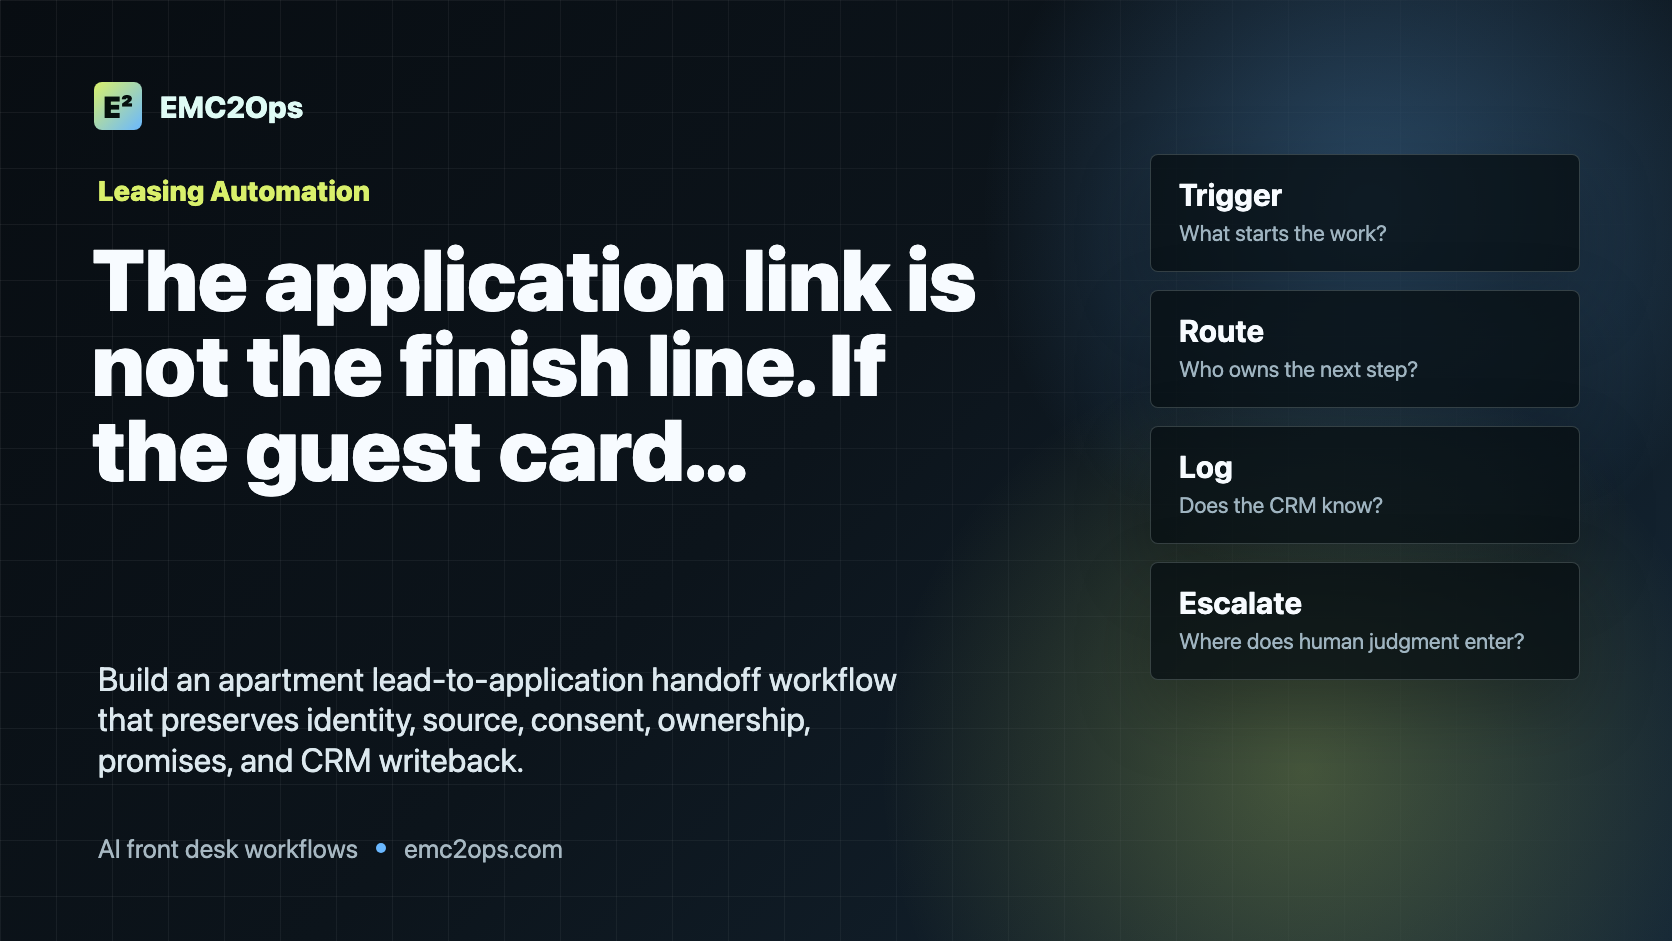 E²
EMC2Ops
Leasing Automation
The application link is
not the finish line. If
the guest card...
Build an apartment lead-to-application handoff workflow
that preserves identity, source, consent, ownership,
promises, and CRM writeback.
AI front desk workflows • emc2ops.com
Trigger
What starts the work?
Route
Who owns the next step?
Log
Does the CRM know?
Escalate
Where does human judgment enter?